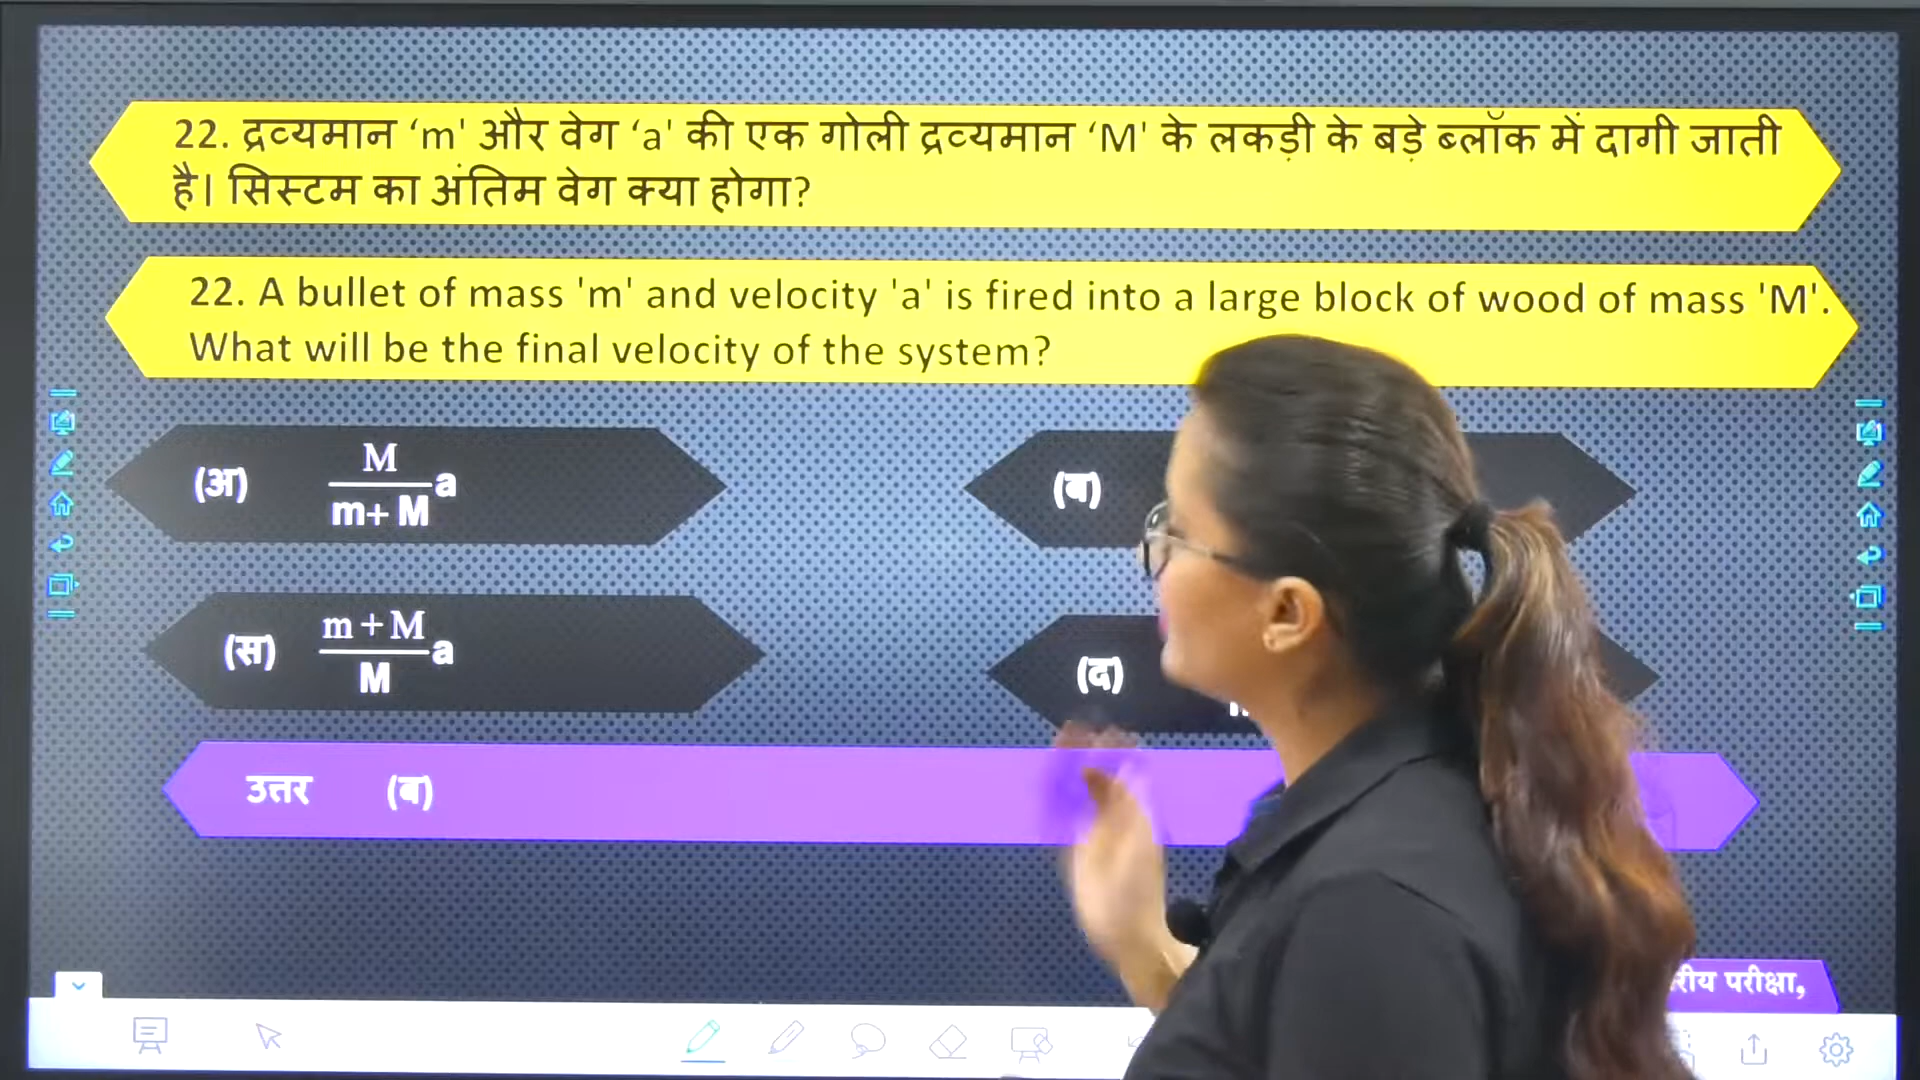 22. द्रव्यमान ‘m' और वेग ‘a' की एक गोली द्रव्यमान ‘M' के लकड़ी के बड़े ब्लॉक में दागी जाती
है। सिस्टम का अंतिम वेग क्या होगा?
22. A bullet of mass 'm' and velocity 'a' is fired into a large block of wood of mass 'M'.
What will be the final velocity of the system?
(अ) M
m+ M a
(ब)
(स) m+M
M a
(द)
उत्तर (ब)
परीक्षा,